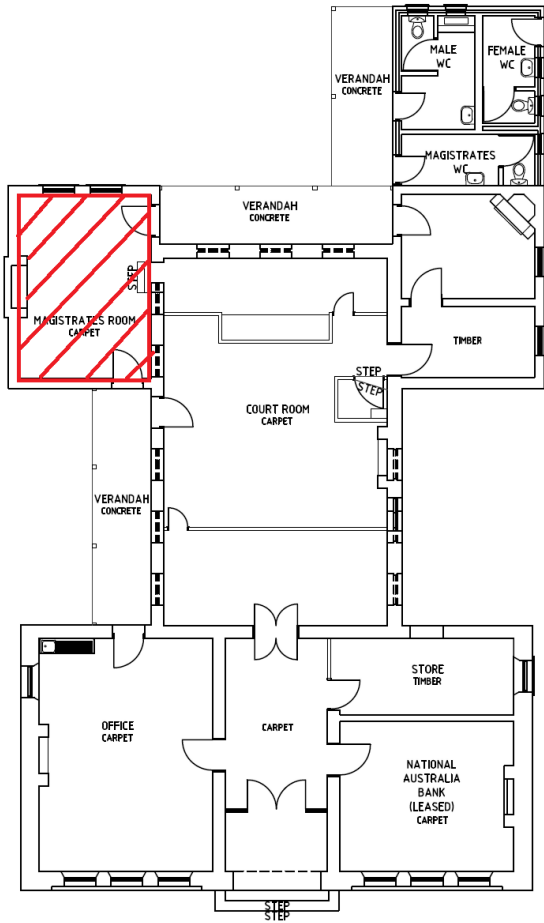 MALE
WC
FEMALE
WC
VERANDAH
CONCRETE
MAGISTRATES
WC
VERANDAH
CONCRETE
STEP
MAGISTRATES ROOM
CARPET
TIMBER
STEP
STEP
COURT ROOM
CARPET
VERANDAH
CONCRETE
STORE
TIMBER
OFFICE
CARPET
CARPET
NATIONAL
AUSTRALIA
BANK
(LEASED)
CARPET
STEP
STEP